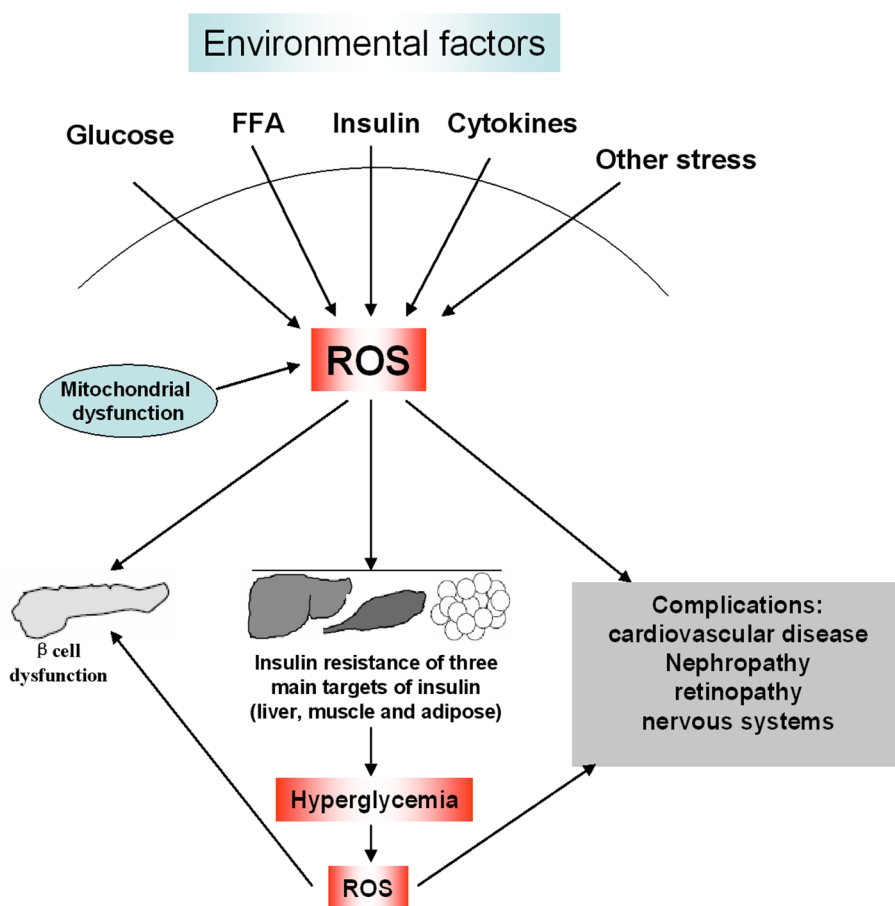 Environmental factors
Glucose
FFA
Insulin
Cytokines
Other stress
ROS
Mitochondrial
dysfunction
β cell
dysfunction
Insulin resistance of three
main targets of insulin
(liver, muscle and adipose)
Complications:
cardiovascular disease
Nephropathy
retinopathy
nervous systems
Hyperglycemia
ROS